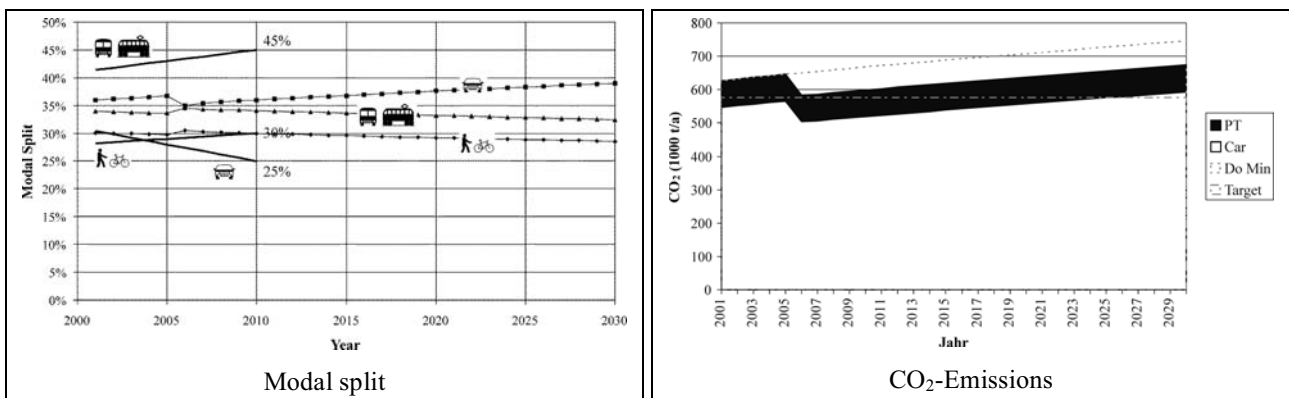 50%
45%
40%
35%
30%
25%
20%
15%
10%
5%
0%
Modal Split
45%
30%
25%
2000 2005 2010 2015 2020 2025 2030
Year
Modal split
800
700
600
500
400
300
200
100
0
CO₂ (1000 t/a)
2001 2003 2005 2007 2009 2011 2013 2015 2017 2019 2021 2023 2025 2027 2029
Jahr
PT
Car
Do Min
Target
CO₂-Emissions